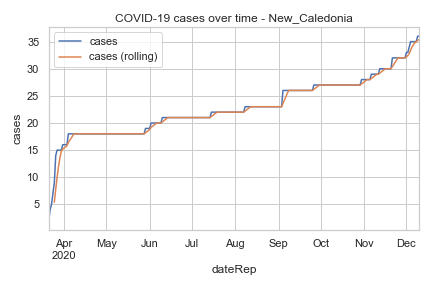 COVID-19 cases over time - New_Caledonia
cases
cases (rolling)
35
30
25
20
15
10
5
cases
Apr May Jun Jul Aug Sep Oct Nov Dec
2020
dateRep